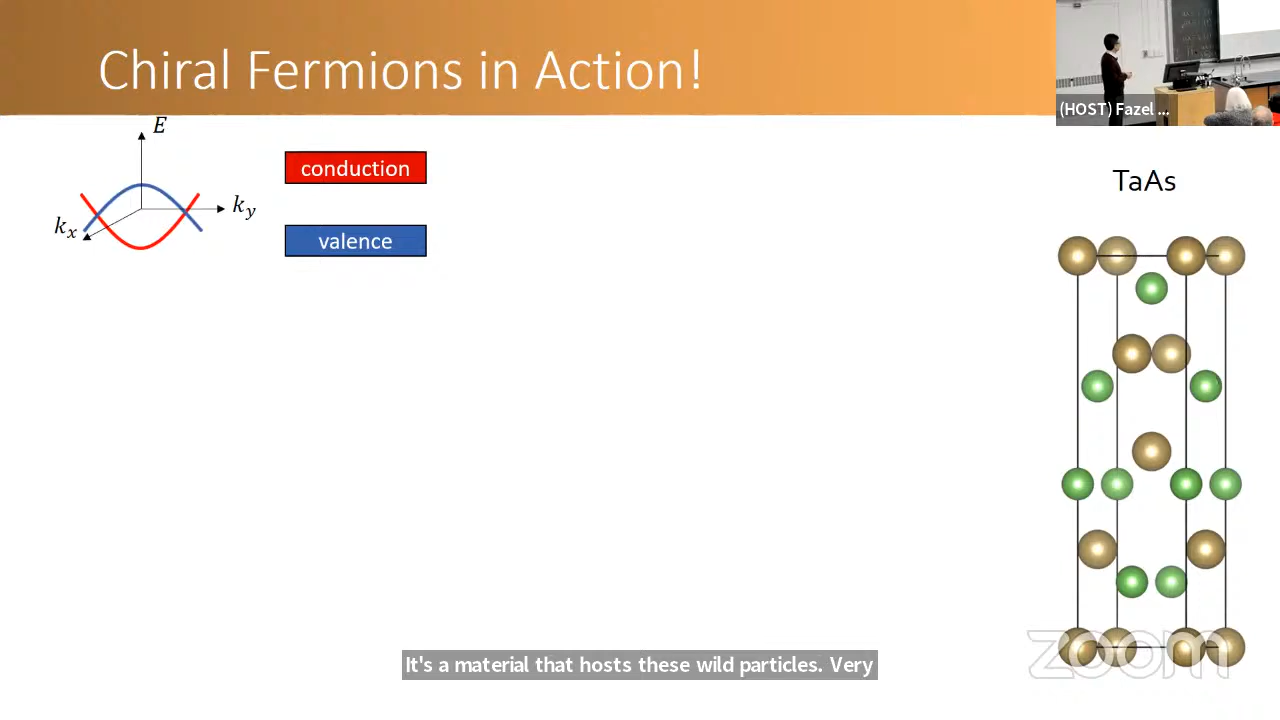 Chiral Fermions in Action!
(HOST) Fazel ...
E
k_y
k_x
conduction
valence
TaAs
It's a material that hosts these wild particles. Very
zoom